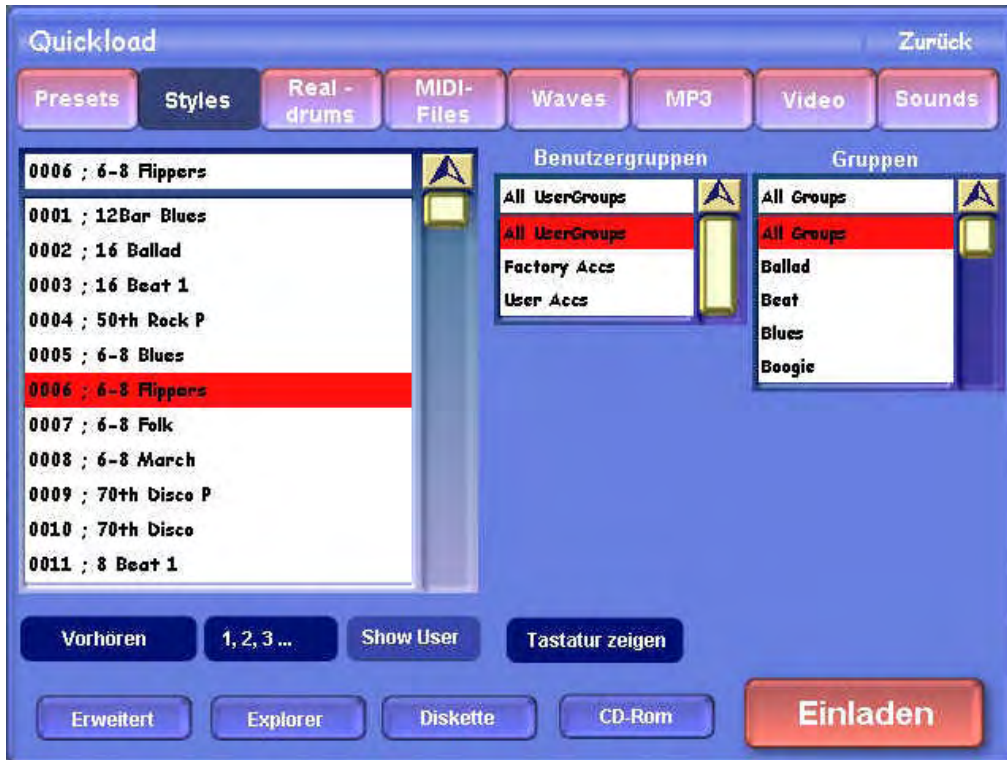 Quickload
Zurück
Presets
Styles
Real -
drums
MIDI-
Files
Waves
MP3
Video
Sounds
0006 ; 6-8 Flippers
0001 ; 12Bar Blues
0002 ; 16 Ballad
0003 ; 16 Beat 1
0004 ; 50th Rock P
0005 ; 6-8 Blues
0006 ; 6-8 Flippers
0007 ; 6-8 Folk
0008 ; 6-8 March
0009 ; 70th Disco P
0010 ; 70th Disco
0011 ; 8 Beat 1
Benutzergruppen
All UserGroups
All UserGroups
Factory Accs
User Accs
Gruppen
All Groups
All Groups
Ballad
Beat
Blues
Boogie
Vorhören
1, 2, 3 ...
Show User
Tastatur zeigen
Erweitert
Explorer
Diskette
CD-Rom
Einladen